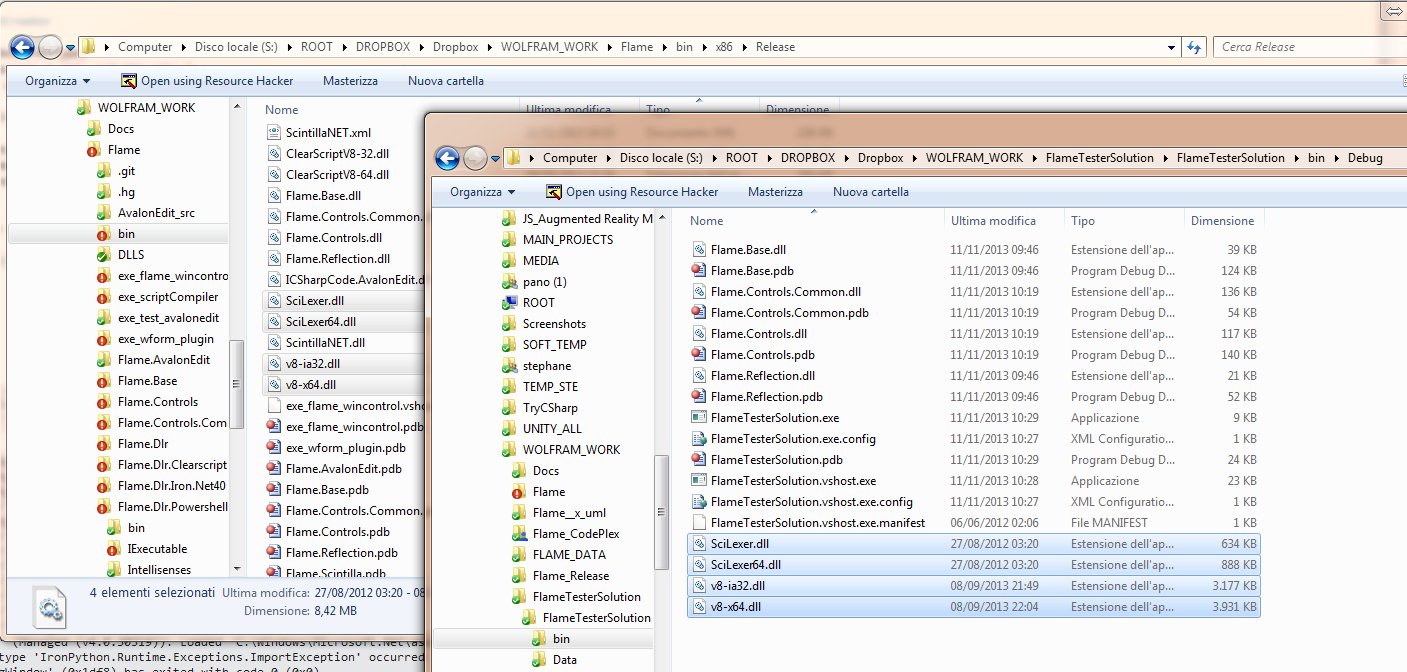 Computer ▸ Disco locale (S:) ▸ ROOT ▸ DROPBOX ▸ Dropbox ▸ WOLFRAM_WORK ▸ Flame ▸ bin ▸ x86 ▸ Release
Cerca Release
Organizza
Open using Resource Hacker
Masterizza
Nuova cartella
WOLFRAM_WORK
Docs
Flame
.git
.hg
AvalonEdit_src
bin
DLLS
exe_flame_wincontro
exe_scriptCompiler
exe_test_avalonedit
exe_wform_plugin
Flame.AvalonEdit
Flame.Base
Flame.Controls
Flame.Controls.Com
Flame.Dlr
Flame.Dlr.Clearscript
Flame.Dlr.Iron.Net40
Flame.Dlr.Powershell
bin
IExecutable
Intellisenses
Nome
Ultima modifica
Tipo
Dimensione
ScintillaNET.xml
ClearScriptV8-32.dll
ClearScriptV8-64.dll
Flame.Base.dll
Flame.Controls.Common.
Flame.Controls.dll
Flame.Reflection.dll
ICSharpCode.AvalonEdit.d
SciLexer.dll
SciLexer64.dll
ScintillaNET.dll
v8-ia32.dll
v8-x64.dll
exe_flame_wincontrol.vsho
exe_flame_wincontrol.pdb
exe_wform_plugin.pdb
Flame.AvalonEdit.pdb
Flame.Base.pdb
Flame.Controls.Common.
Flame.Controls.pdb
Flame.Reflection.pdb
Flame.Scintilla.pdb
4 elementi selezionati
Ultima modifica: 27/08/2012 03:20 - 08
Dimensione: 8,42 MB
Computer ▸ Disco locale (S:) ▸ ROOT ▸ DROPBOX ▸ Dropbox ▸ WOLFRAM_WORK ▸ FlameTesterSolution ▸ FlameTesterSolution ▸ bin ▸ Debug
Organizza
Open using Resource Hacker
Masterizza
Nuova cartella
JS_Augmented Reality M
MAIN_PROJECTS
MEDIA
pano (1)
ROOT
Screenshots
SOFT_TEMP
stephane
TEMP_STE
TryCSharp
UNITY_ALL
WOLFRAM_WORK
Docs
Flame
Flame__x_uml
Flame_CodePlex
FLAME_DATA
Flame_Release
FlameTesterSolution
FlameTesterSolution
bin
Data
Nome Ultima modifica Tipo Dimensione
Flame.Base.dll 11/11/2013 09:46 Estensione dell'ap... 39 KB
Flame.Base.pdb 11/11/2013 09:46 Program Debug D... 124 KB
Flame.Controls.Common.dll 11/11/2013 10:19 Estensione dell'ap... 136 KB
Flame.Controls.Common.pdb 11/11/2013 10:19 Program Debug D... 54 KB
Flame.Controls.dll 11/11/2013 10:19 Estensione dell'ap... 117 KB
Flame.Controls.pdb 11/11/2013 10:19 Program Debug D... 140 KB
Flame.Reflection.dll 11/11/2013 09:46 Estensione dell'ap... 21 KB
Flame.Reflection.pdb 11/11/2013 09:46 Program Debug D... 52 KB
FlameTesterSolution.exe 11/11/2013 10:29 Applicazione 9 KB
FlameTesterSolution.exe.config 11/11/2013 10:27 XML Configuratio... 1 KB
FlameTesterSolution.pdb 11/11/2013 10:29 Program Debug D... 24 KB
FlameTesterSolution.vshost.exe 11/11/2013 10:28 Applicazione 23 KB
FlameTesterSolution.vshost.exe.config 11/11/2013 10:27 XML Configuratio... 1 KB
FlameTesterSolution.vshost.exe.manifest 06/06/2012 02:06 File MANIFEST 1 KB
SciLexer.dll 27/08/2012 03:20 Estensione dell'ap... 634 KB
SciLexer64.dll 27/08/2012 03:20 Estensione dell'ap... 888 KB
v8-ia32.dll 08/09/2013 21:49 Estensione dell'ap... 3.177 KB
v8-x64.dll 08/09/2013 22:04 Estensione dell'ap... 3.931 KB
type 'IronPython.Runtime.Exceptions.ImportException' occurred